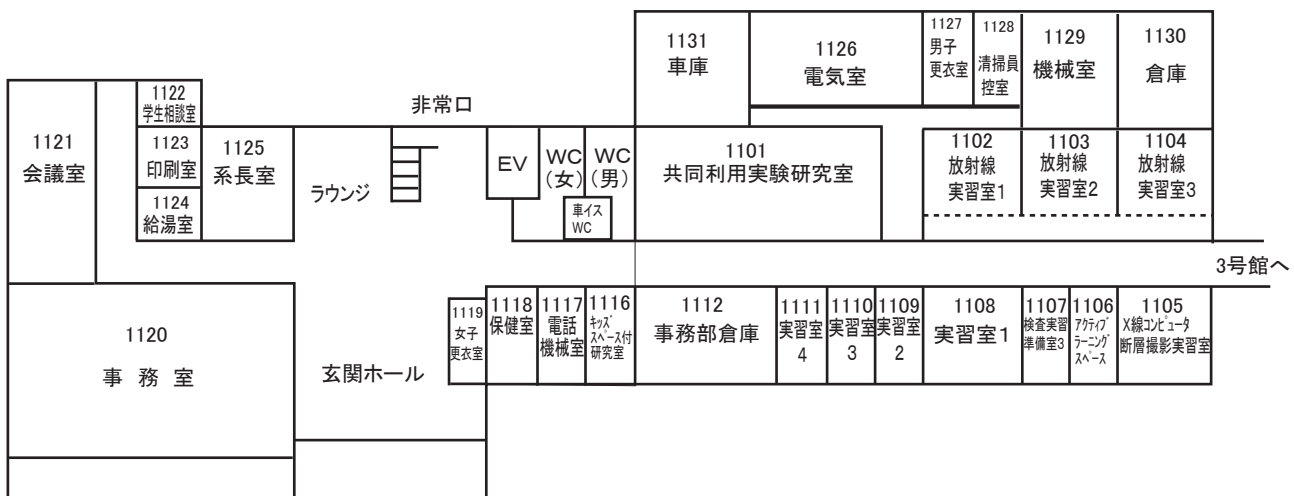 1131
車庫
1126
電気室
1127
男子
更衣室
1128
清掃員
控室
1129
機械室
1130
倉庫
1122
学生相談室
非常口
1121
会議室
1123
印刷室
1125
系長室
1124
給湯室
ラウンジ
EV
WC
(女)
WC
(男)
車イス
WC
1101
共同利用実験研究室
1102
放射線
実習室1
1103
放射線
実習室2
1104
放射線
実習室3
3号館へ
1120
事務室
玄関ホール
1119
女子
更衣室
1118
保健室
1117
電話
機械室
1116
キッズ
スペース付
研究室
1112
事務部倉庫
1111
実習室
4
1110
実習室
3
1109
実習室
2
1108
実習室1
1107
検査実習
準備室3
1106
アクティブ
ラーニング
スペース
1105
X線コンピュータ
断層撮影実習室